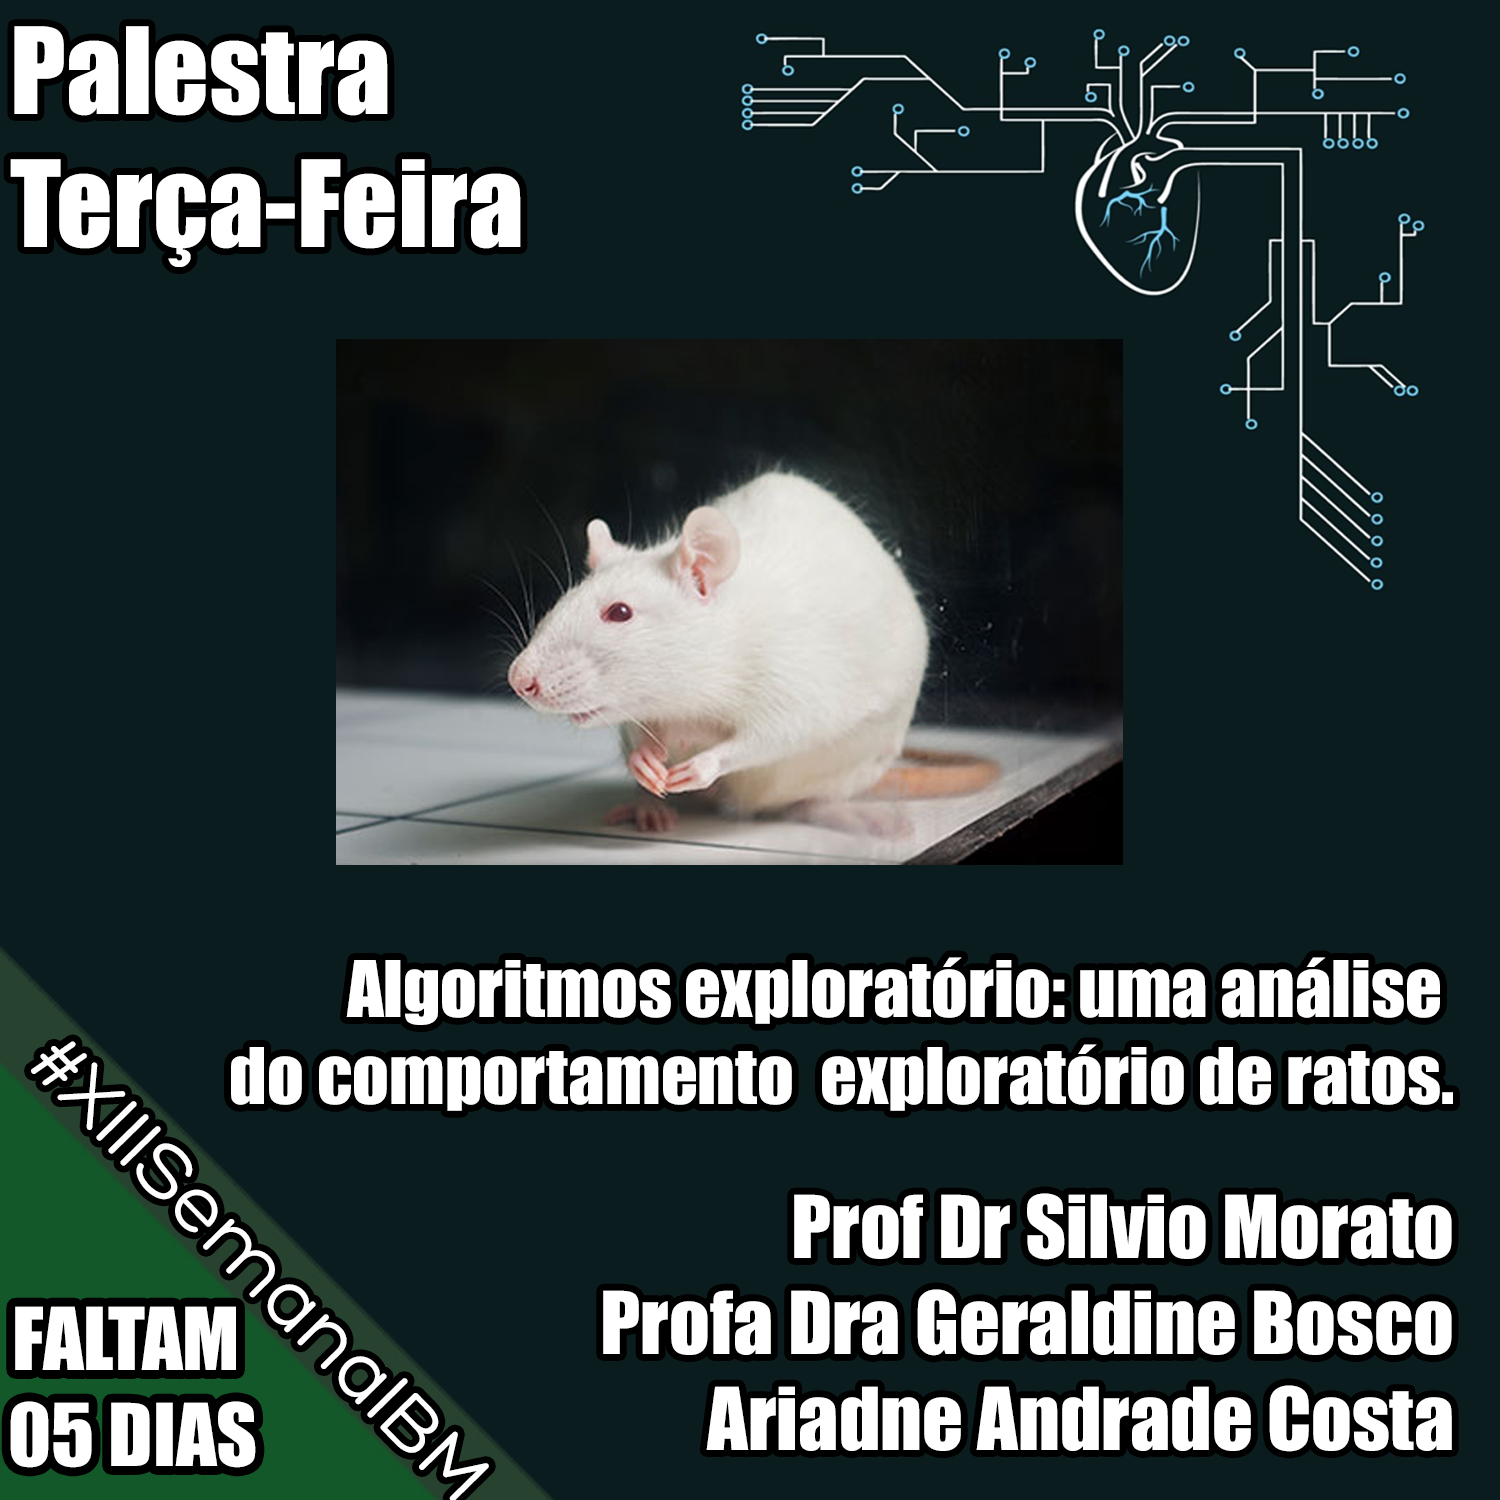 Palestra
Terça-Feira
Algoritmos exploratório: uma análise
do comportamento exploratório de ratos.
Prof Dr Silvio Morato
Profa Dra Geraldine Bosco
Ariadne Andrade Costa
#XIIISemanaIBM
FALTAM
05 DIAS